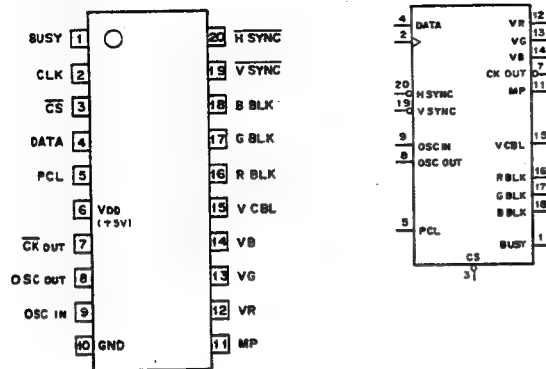 BUSY 1 20 H SYNC
CLK 2 19 V SYNC
CS 3 18 B BLK
DATA 4 17 G BLK
PCL 5 16 R BLK
6 VDD (+5V) 15 V CBL
CK OUT 7 14 VB
OSC OUT 8 13 VG
OSC IN 9 12 VR
10 GND 11 MP
4 DATA VR 12
2 VG 13
VB 14
CK OUT 7
MP 11
20 H SYNC
19 V SYNC
9 OSC IN VCBL 15
8 OSC OUT
R BLK 16
G BLK 17
B BLK 18
5 PCL
BUSY 1
CS
3